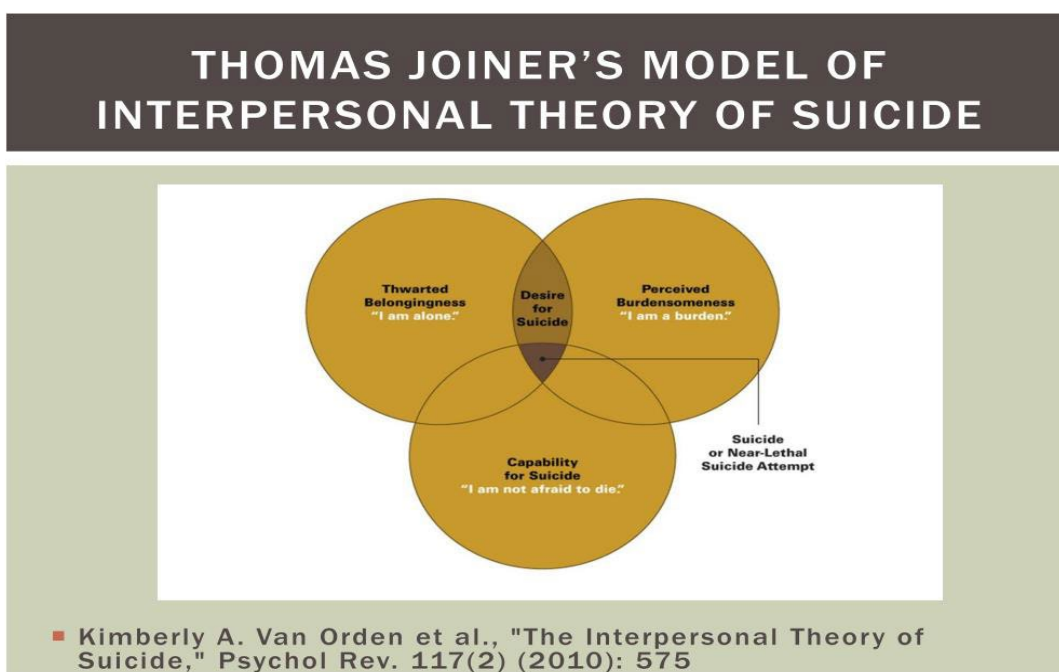 THOMAS JOINER’S MODEL OF
INTERPERSONAL THEORY OF SUICIDE
Thwarted
Belongingness
“I am alone.”
Desire
for
Suicide
Perceived
Burdensomeness
“I am a burden.”
Suicide
or Near-Lethal
Suicide Attempt
Capability
for Suicide
“I am not afraid to die.”
Kimberly A. Van Orden et al., "The Interpersonal Theory of
Suicide," Psychol Rev. 117(2) (2010): 575